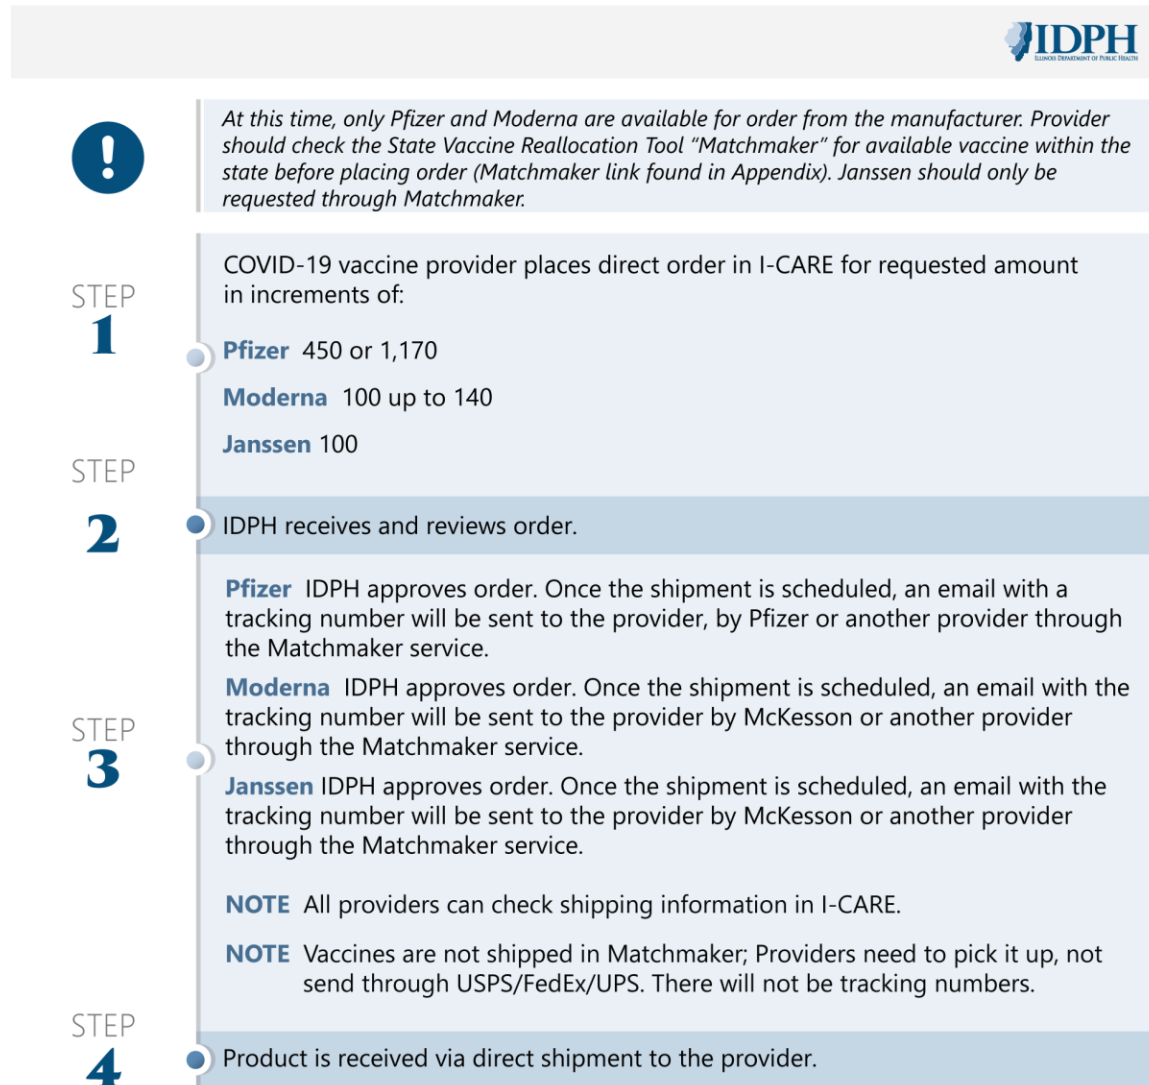 IDPH
ILLINOIS DEPARTMENT OF PUBLIC HEALTH
!
At this time, only Pfizer and Moderna are available for order from the manufacturer. Provider
should check the State Vaccine Reallocation Tool “Matchmaker” for available vaccine within the
state before placing order (Matchmaker link found in Appendix). Janssen should only be
requested through Matchmaker.
STEP
1
COVID-19 vaccine provider places direct order in I-CARE for requested amount
in increments of:
Pfizer 450 or 1,170
Moderna 100 up to 140
Janssen 100
STEP
2
IDPH receives and reviews order.
STEP
3
Pfizer IDPH approves order. Once the shipment is scheduled, an email with a
tracking number will be sent to the provider, by Pfizer or another provider through
the Matchmaker service.
Moderna IDPH approves order. Once the shipment is scheduled, an email with the
tracking number will be sent to the provider by McKesson or another provider
through the Matchmaker service.
Janssen IDPH approves order. Once the shipment is scheduled, an email with the
tracking number will be sent to the provider by McKesson or another provider
through the Matchmaker service.
NOTE All providers can check shipping information in I-CARE.
NOTE Vaccines are not shipped in Matchmaker; Providers need to pick it up, not
send through USPS/FedEx/UPS. There will not be tracking numbers.
STEP
4
Product is received via direct shipment to the provider.